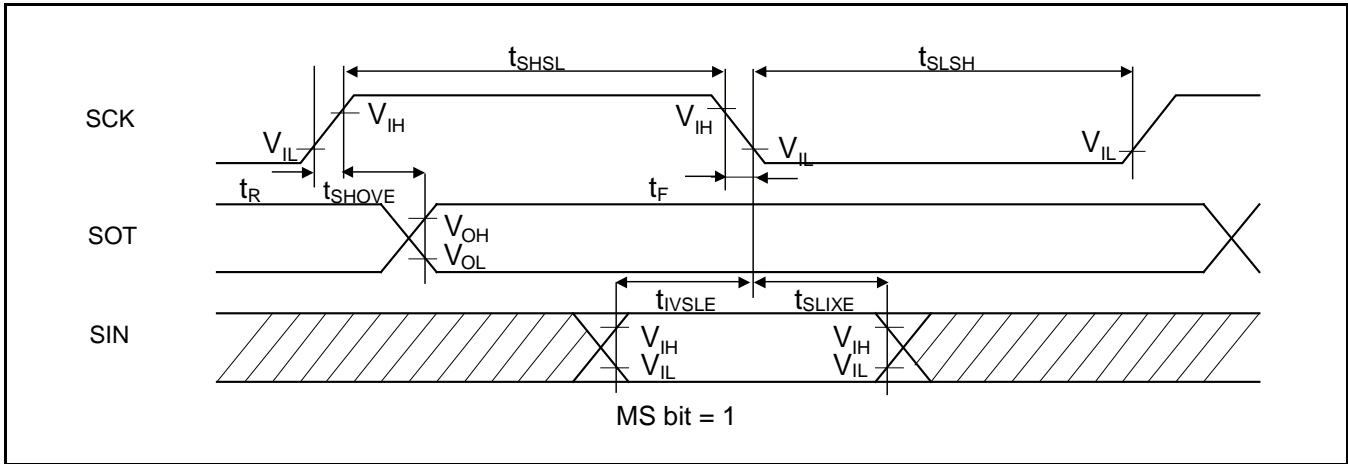 tSHSL
tSLSH
SCK
VIH
VIH
VIL
VIL
VIL
tR
tSHOVE
tF
SOT
VOH
VOL
tIVSLE
tSLIXE
SIN
VIH
VIH
VIL
VIL
MS bit = 1